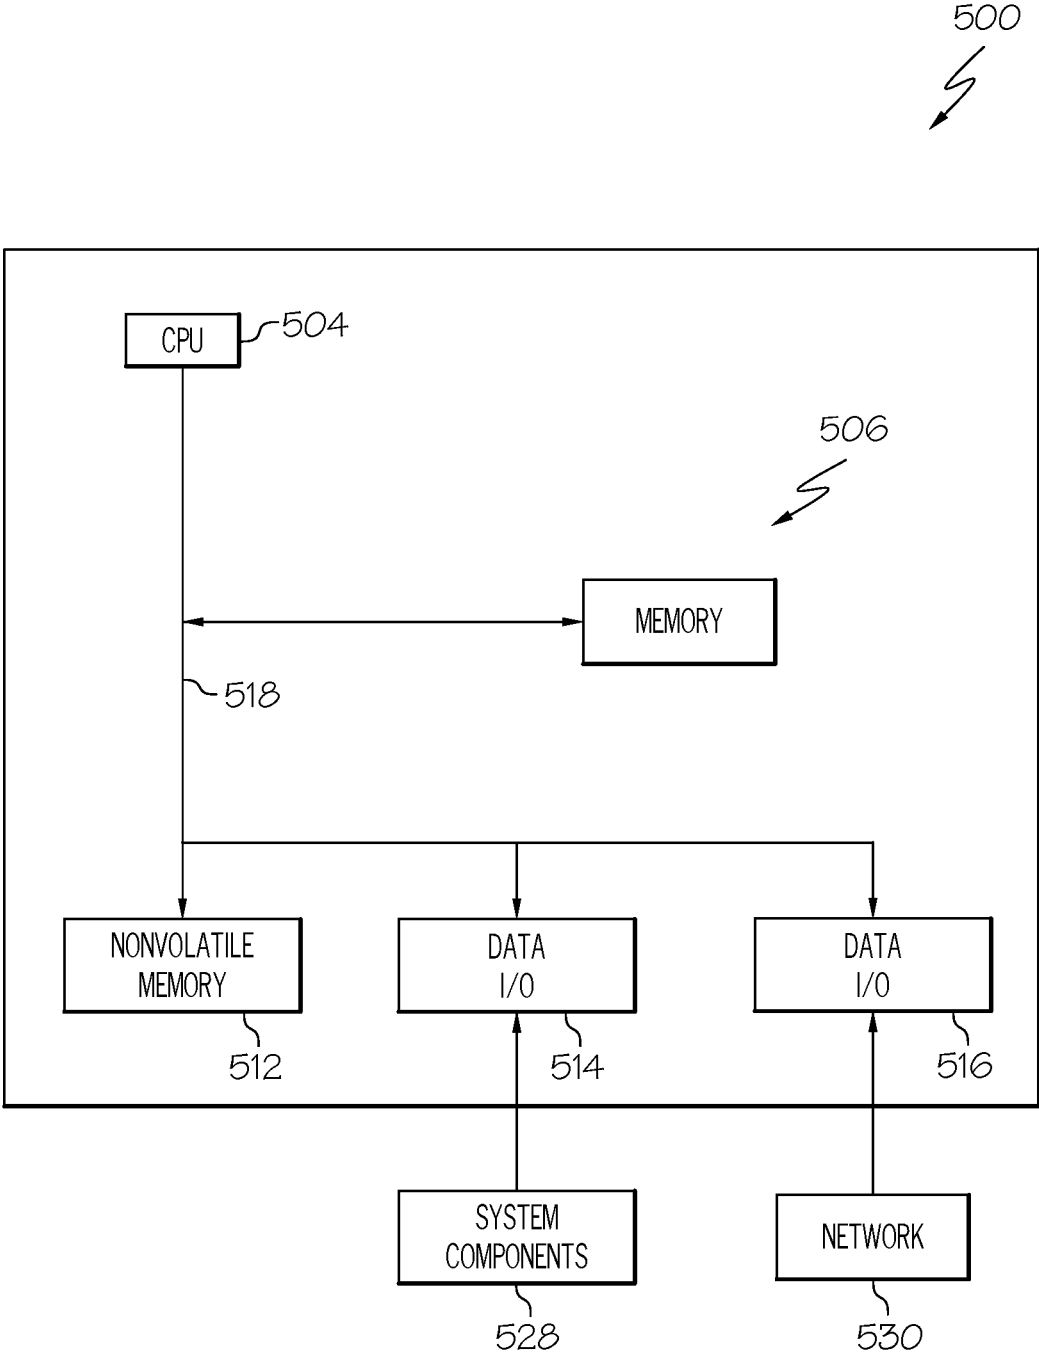 500
CPU
504
506
MEMORY
518
NONVOLATILE
MEMORY
DATA
I/O
DATA
I/O
512
514
516
SYSTEM
COMPONENTS
NETWORK
528
530